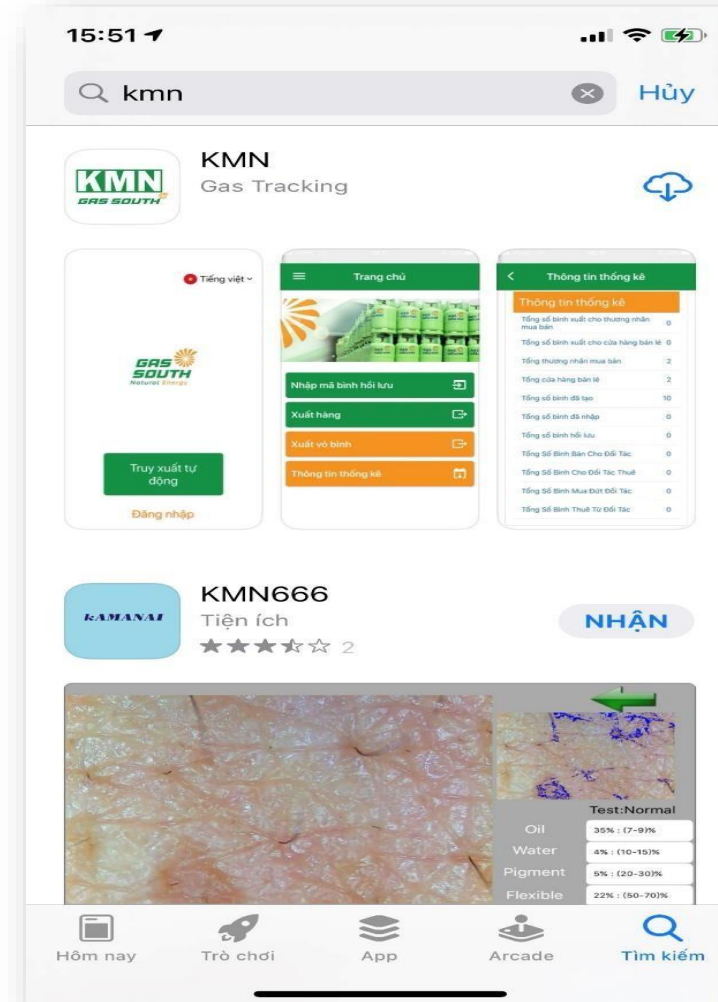 15:51
kmn
Hủy
KMN
GAS SOUTH
KMN
Gas Tracking
Tiếng việt
GAS
SOUTH
Natural Energy
Truy xuất tự
động
Đăng nhập
Trang chủ
Nhập mã bình hồi lưu
Xuất hàng
Xuất vỏ bình
Thông tin thống kê
Thông tin thống kê
Thông tin thống kê
Tổng số bình xuất cho thương nhân
mua bán 0
Tổng số bình xuất cho cửa hàng bán lẻ 0
Tổng thương nhân mua bán 2
Tổng cửa hàng bán lẻ 2
Tổng số bình đã tạo 10
Tổng số bình đã nhập 0
Tổng số bình hồi lưu 0
Tổng Số Bình Bán Cho Đối Tác 0
Tổng Số Bình Cho Đối Tác Thuê 0
Tổng Số Bình Mua Đứt Đối Tác 0
Tổng Số Bình Thuê Từ Đối Tác 0
kAMANAI
KMN666
Tiện ích
2
NHẬN
Test:Normal
Oil 35% : (7-9)%
Water 4% : (10-15)%
Pigment 5% : (20-30)%
Flexible 22% : (50-70)%
Hôm nay
Trò chơi
App
Arcade
Tìm kiếm